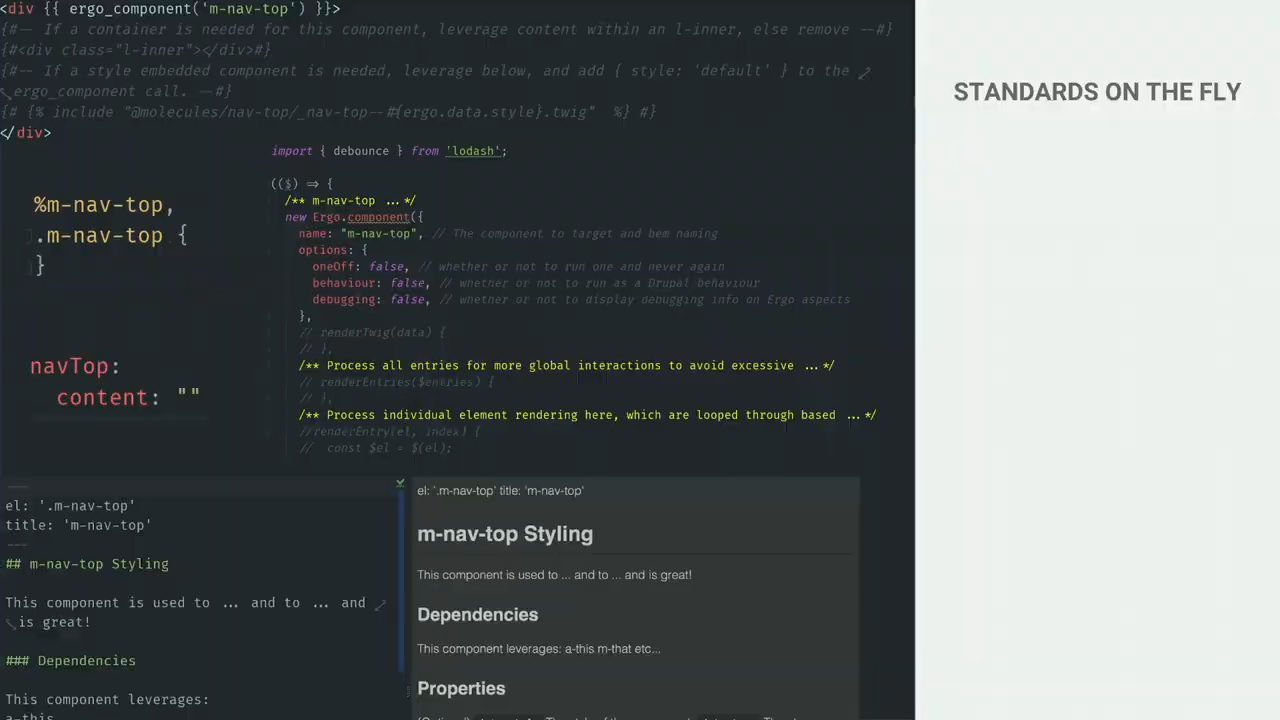 <div {{ ergo_component('m-nav-top') }}>
{#-- If a container is needed for this component, leverage content within an l-inner, else remove --#}
{#<div class="l-inner"></div>#}
{#-- If a style embedded component is needed, leverage below, and add { style: 'default' } to the
ergo_component call. --#}
{# {% include "@molecules/nav-top/_nav-top--#{ergo.data.style}.twig" %} #}
</div>
import { debounce } from 'lodash';
(($) => {
/** m-nav-top ... */
new Ergo.component({
name: "m-nav-top", // The component to target and bem naming
options: {
oneOff: false, // whether or not to run one and never again
behaviour: false, // whether or not to run as a Drupal behaviour
debugging: false, // whether or not to display debugging info on Ergo aspects
},
// renderTwig(data) {
// },
/** Process all entries for more global interactions to avoid excessive ... */
// renderEntries($entries) {
// },
/** Process individual element rendering here, which are looped through based ... */
//renderEntry(el, index) {
// const $el = $(el);
%m-nav-top,
.m-nav-top {
}
navTop:
content: ""
---
el: '.m-nav-top'
title: 'm-nav-top'
---
## m-nav-top Styling
This component is used to ... and to ... and
is great!
### Dependencies
This component leverages:
a-this
el: '.m-nav-top' title: 'm-nav-top'
m-nav-top Styling
This component is used to ... and to ... and is great!
Dependencies
This component leverages: a-this m-that etc...
Properties
STANDARDS ON THE FLY